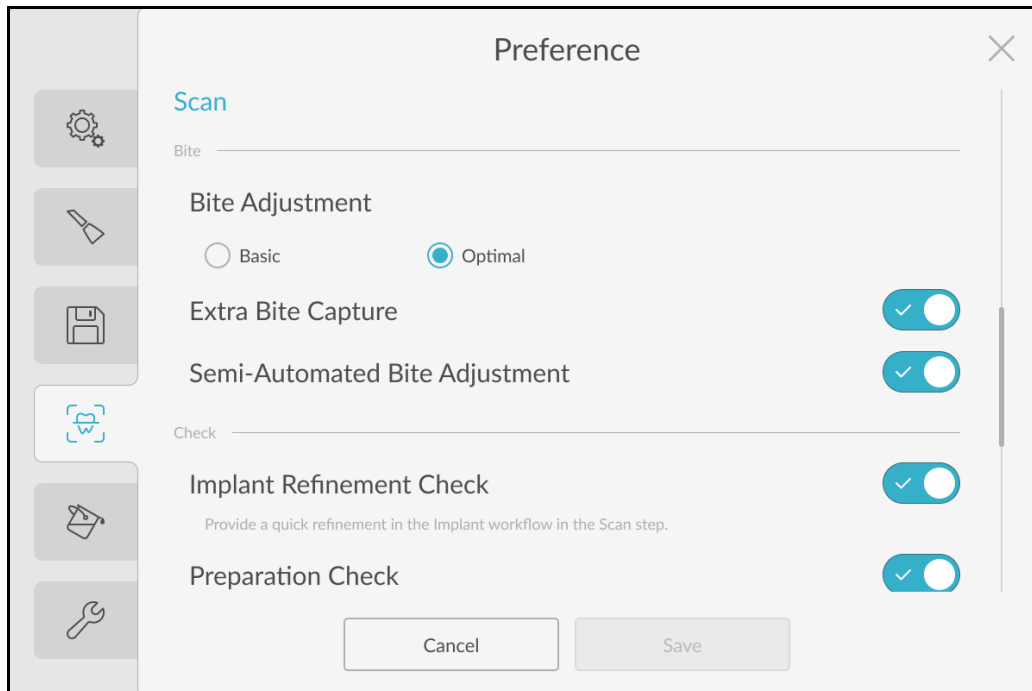 Preference
Scan
Bite
Bite Adjustment
Basic Optimal
Extra Bite Capture
Semi-Automated Bite Adjustment
Check
Implant Refinement Check
Provide a quick refinement in the Implant workflow in the Scan step.
Preparation Check
Cancel Save